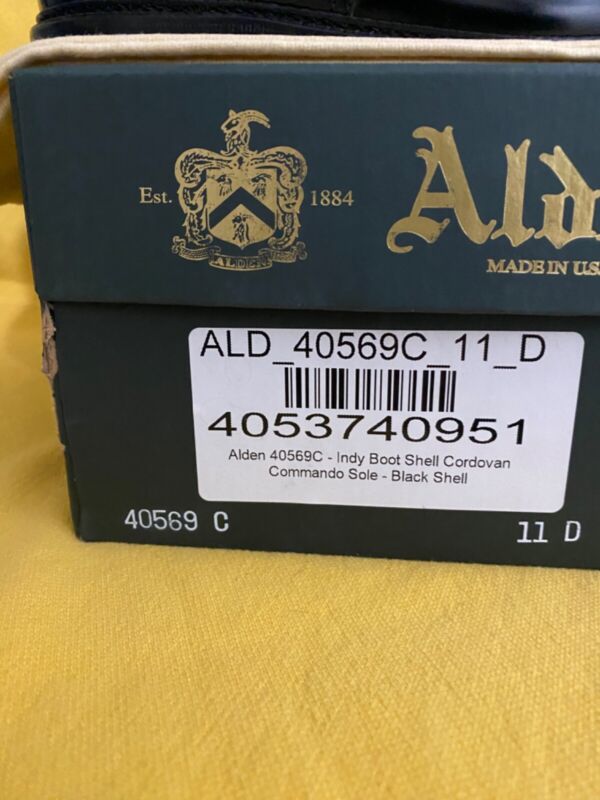 Est. 1884
ALDEN
Ald
MADE IN U.S.
ALD_40569C_11_D
4053740951
Alden 40569C - Indy Boot Shell Cordovan
Commando Sole - Black Shell
40569 C 11 D